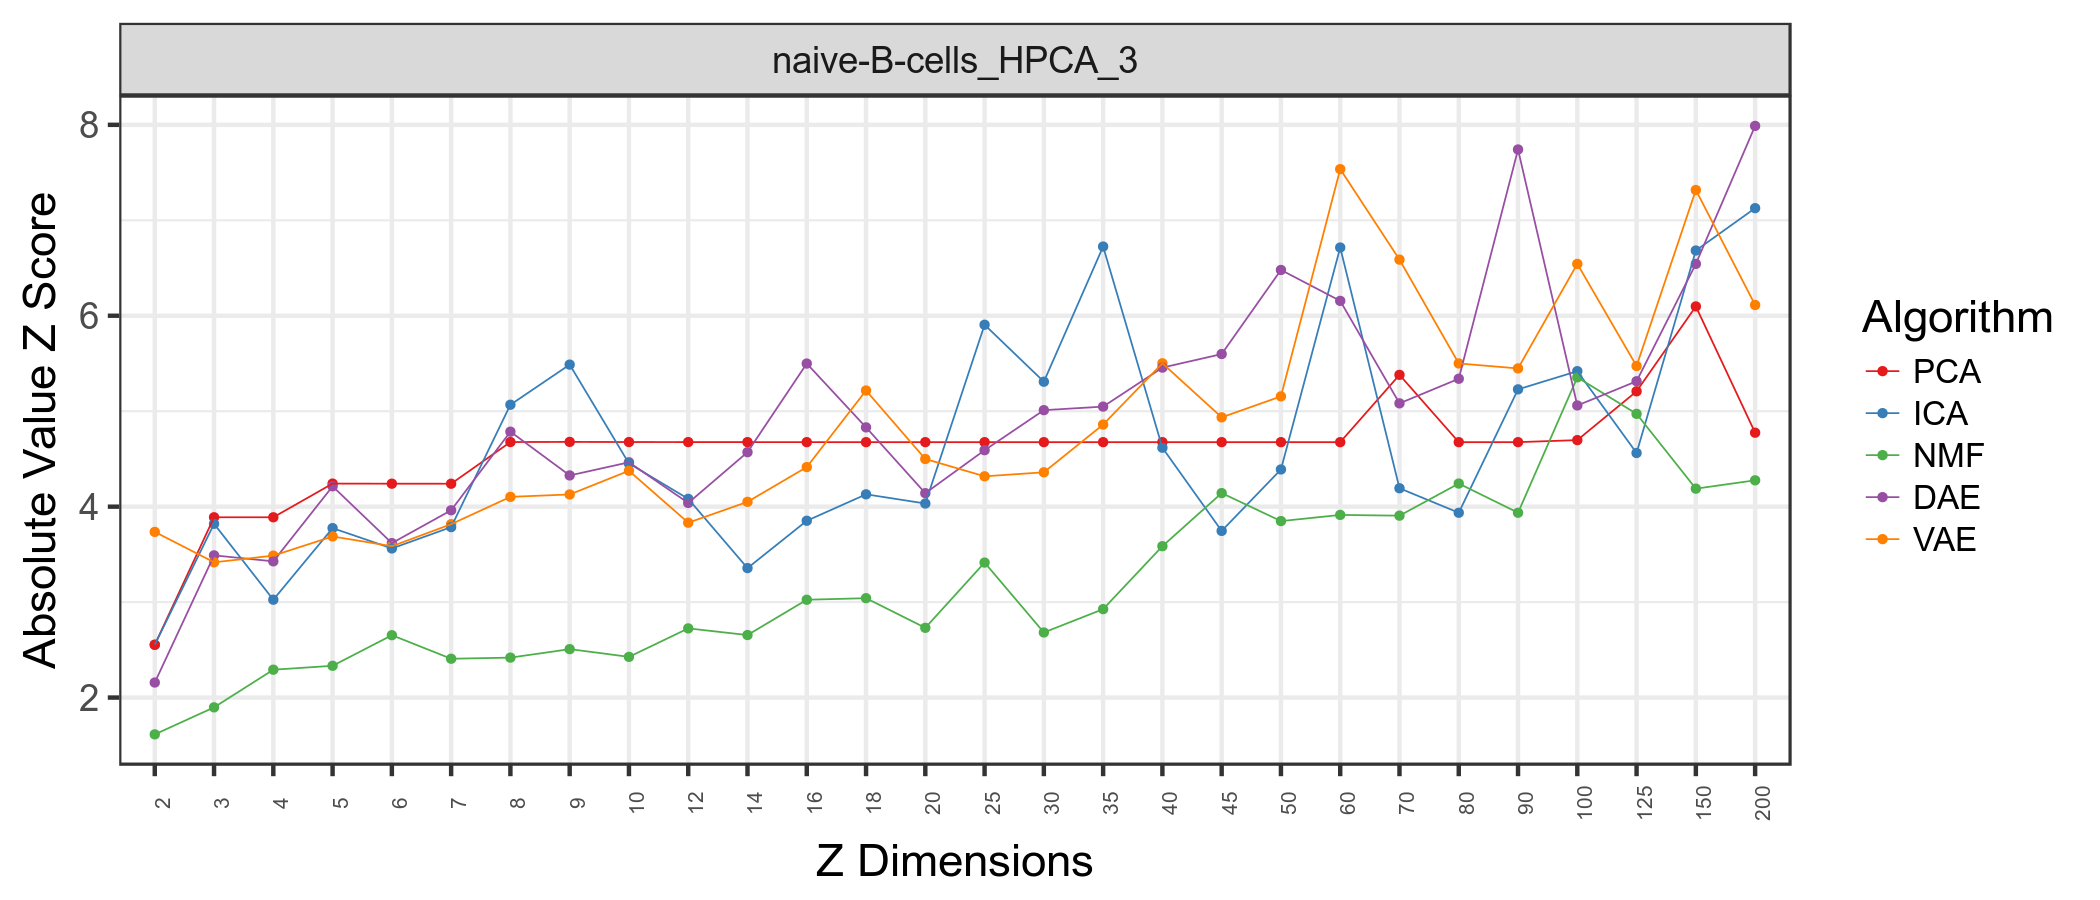 naive-B-cells_HPCA_3
Absolute Value Z Score
8
6
4
2
2 3 4 5 6 7 8 9 10 12 14 16 18 20 25 30 35 40 45 50 60 70 80 90 100 125 150 200
Z Dimensions
Algorithm
PCA
ICA
NMF
DAE
VAE